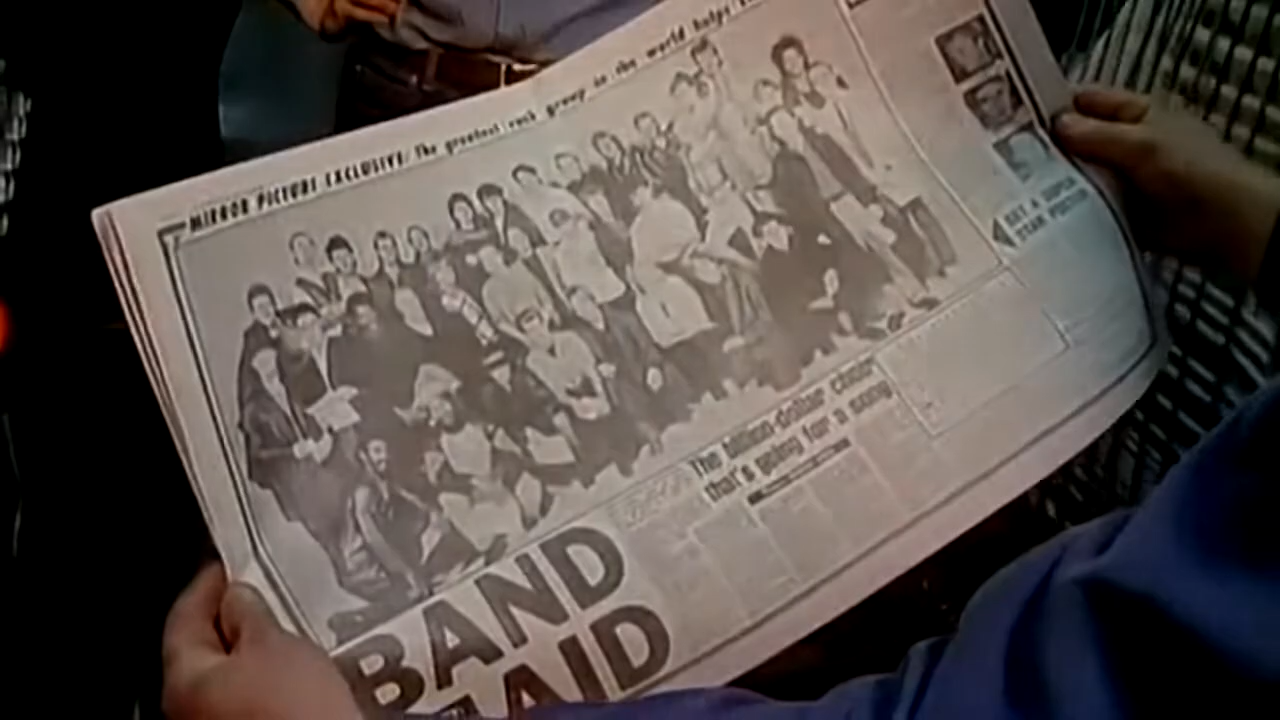 MIRROR PICTURE EXCLUSIVE: The greatest rock group in the world helps
GET A SUPER
STAR POSTER
The billion-dollar choir
that's going for a song
BAND
AID